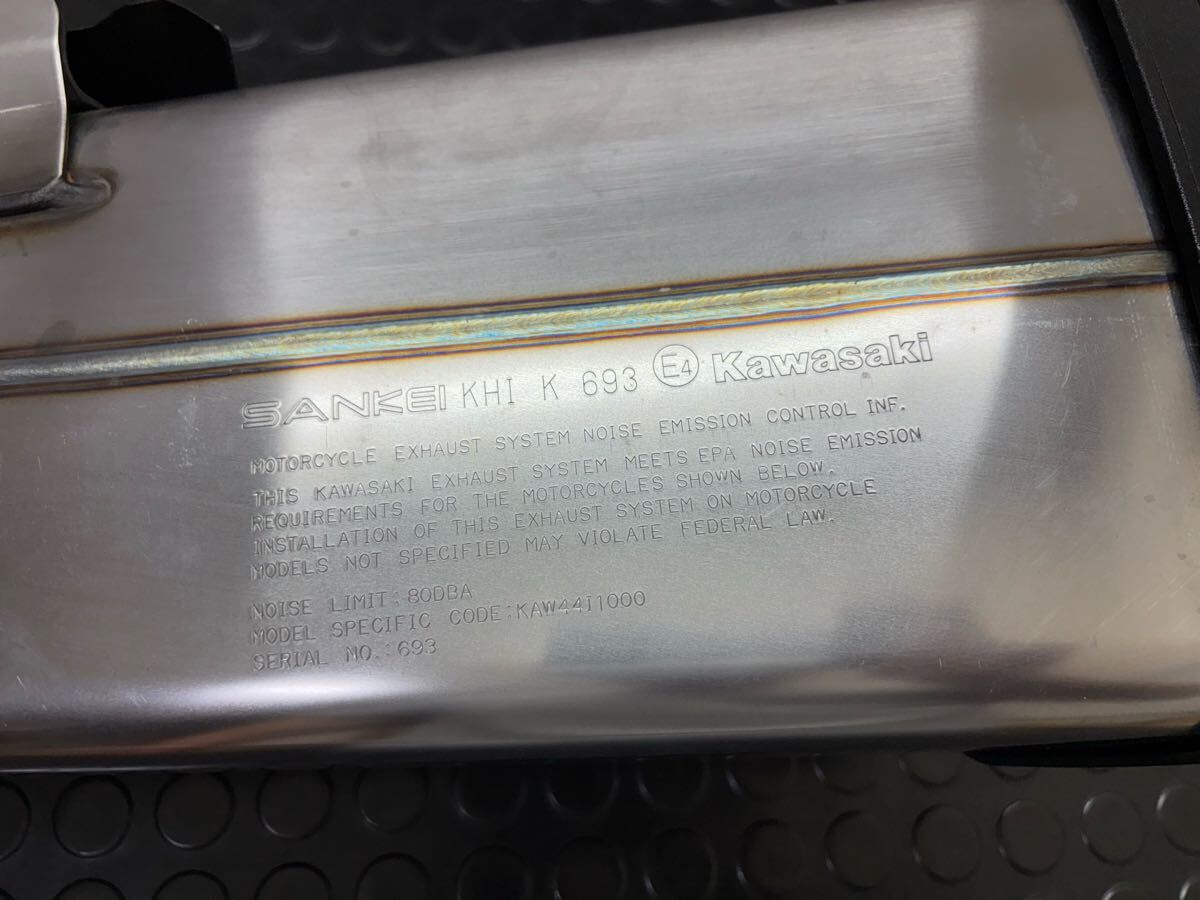 SANKEI KHI K 693 E4 Kawasaki
MOTORCYCLE EXHAUST SYSTEM NOISE EMISSION CONTROL INF.
THIS KAWASAKI EXHAUST SYSTEM MEETS EPA NOISE EMISSION
REQUIREMENTS FOR THE MOTORCYCLES SHOWN BELOW.
INSTALLATION OF THIS EXHAUST SYSTEM ON MOTORCYCLE
MODELS NOT SPECIFIED MAY VIOLATE FEDERAL LAW.
NOISE LIMIT:80DBA
MODEL SPECIFIC CODE:KAW44I1000
SERIAL NO.:693